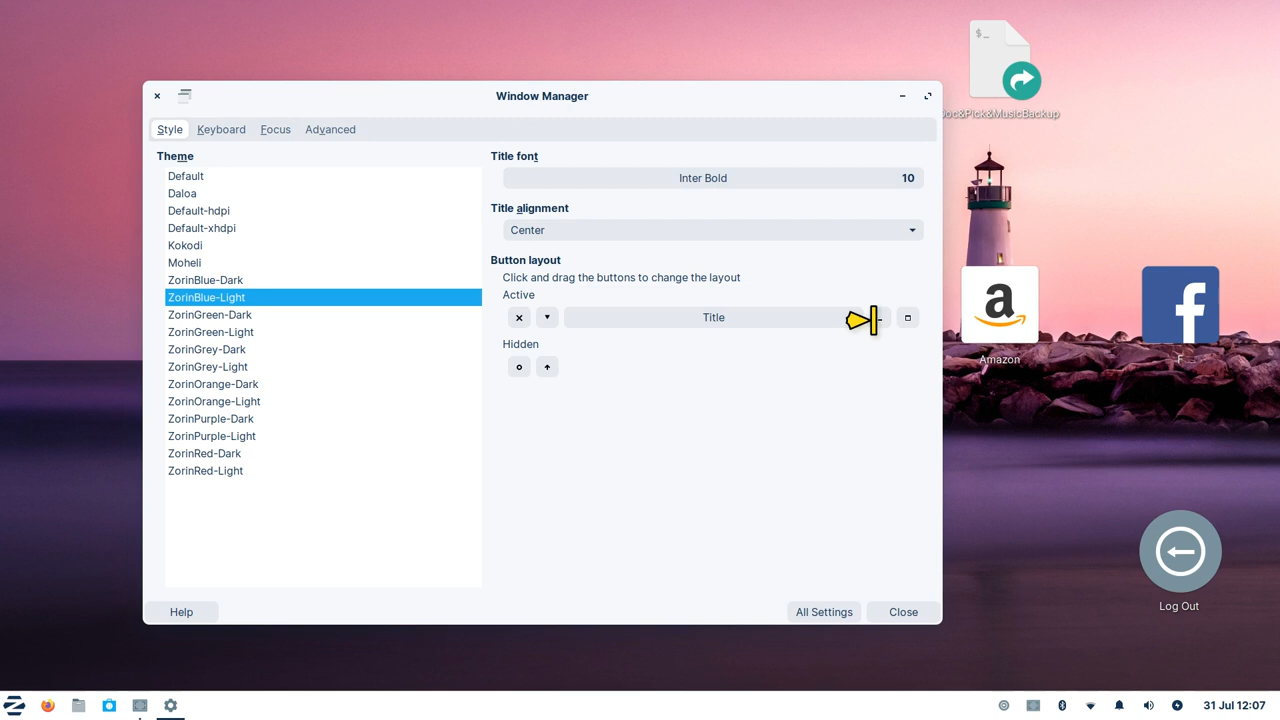 $_
Doc&Pick&MusicBackup
Window Manager
Style Keyboard Focus Advanced
Theme
Default
Daloa
Default-hdpi
Default-xhdpi
Kokodi
Moheli
ZorinBlue-Dark
ZorinBlue-Light
ZorinGreen-Dark
ZorinGreen-Light
ZorinGrey-Dark
ZorinGrey-Light
ZorinOrange-Dark
ZorinOrange-Light
ZorinPurple-Dark
ZorinPurple-Light
ZorinRed-Dark
ZorinRed-Light
Title font
Inter Bold 10
Title alignment
Center
Button layout
Click and drag the buttons to change the layout
Active
Title
Hidden
Help All Settings Close
a
Amazon
f
F
Log Out
31 Jul 12:07